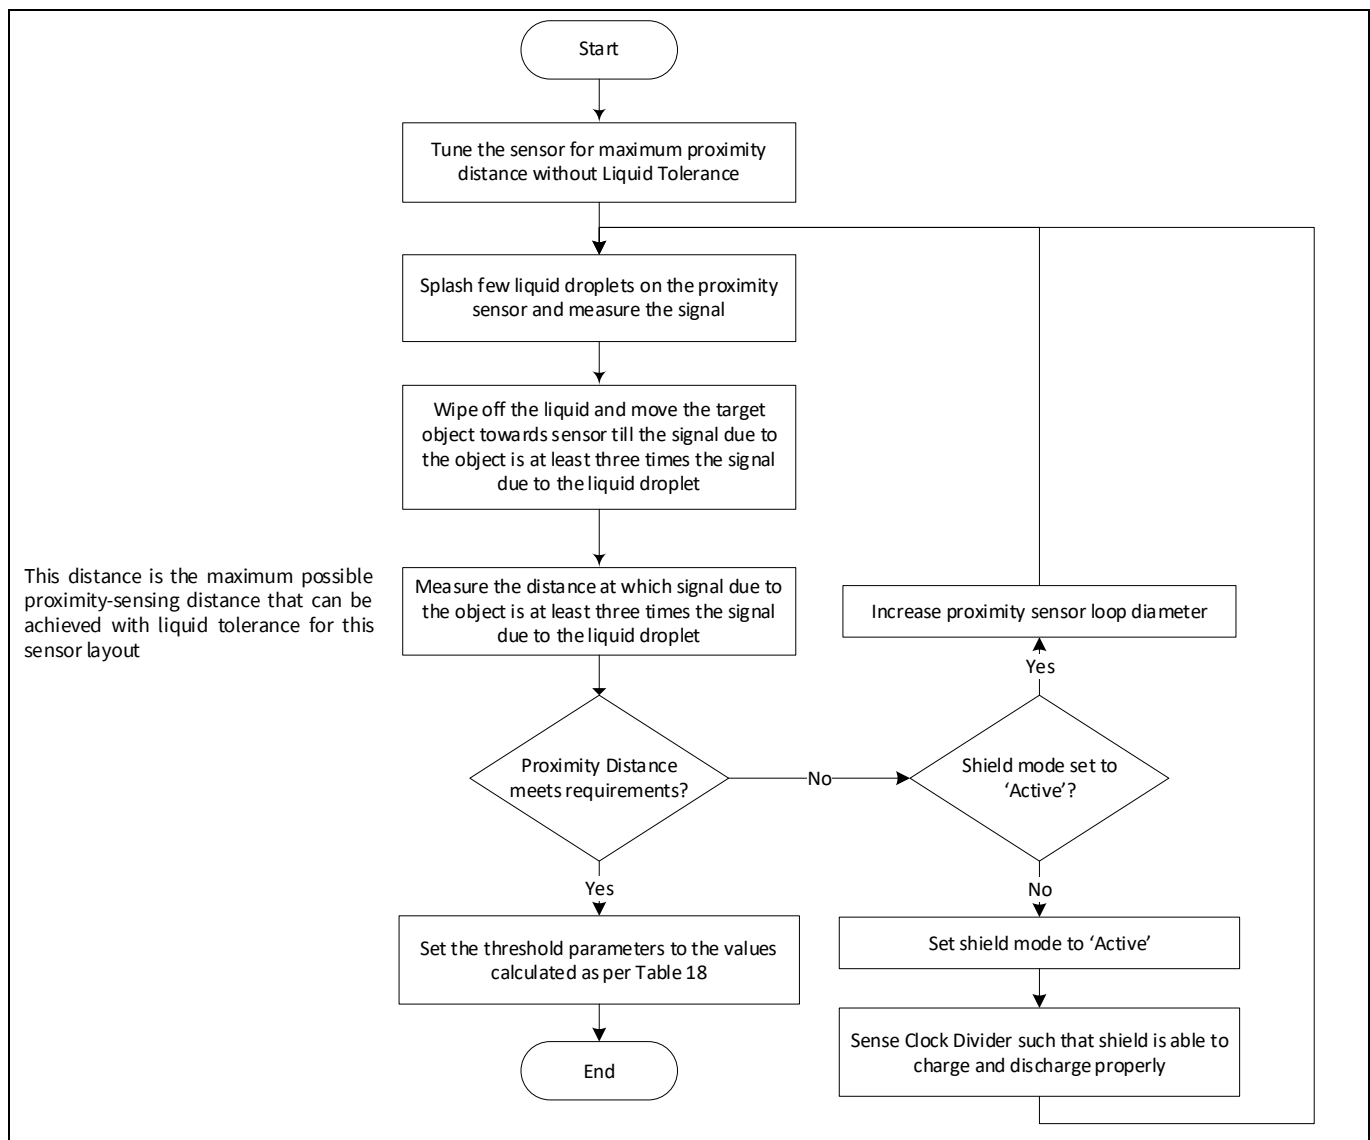 Start
Tune the sensor for maximum proximity
distance without Liquid Tolerance
Splash few liquid droplets on the proximity
sensor and measure the signal
Wipe off the liquid and move the target
object towards sensor till the signal due to
the object is at least three times the signal
due to the liquid droplet
This distance is the maximum possible
proximity-sensing distance that can be
achieved with liquid tolerance for this
sensor layout
Measure the distance at which signal due to
the object is at least three times the signal
due to the liquid droplet
Increase proximity sensor loop diameter
Yes
Proximity Distance
meets requirements?
No
Shield mode set to
‘Active’?
Yes
No
Set the threshold parameters to the values
calculated as per Table 18
Set shield mode to ‘Active’
Sense Clock Divider such that shield is able to
charge and discharge properly
End